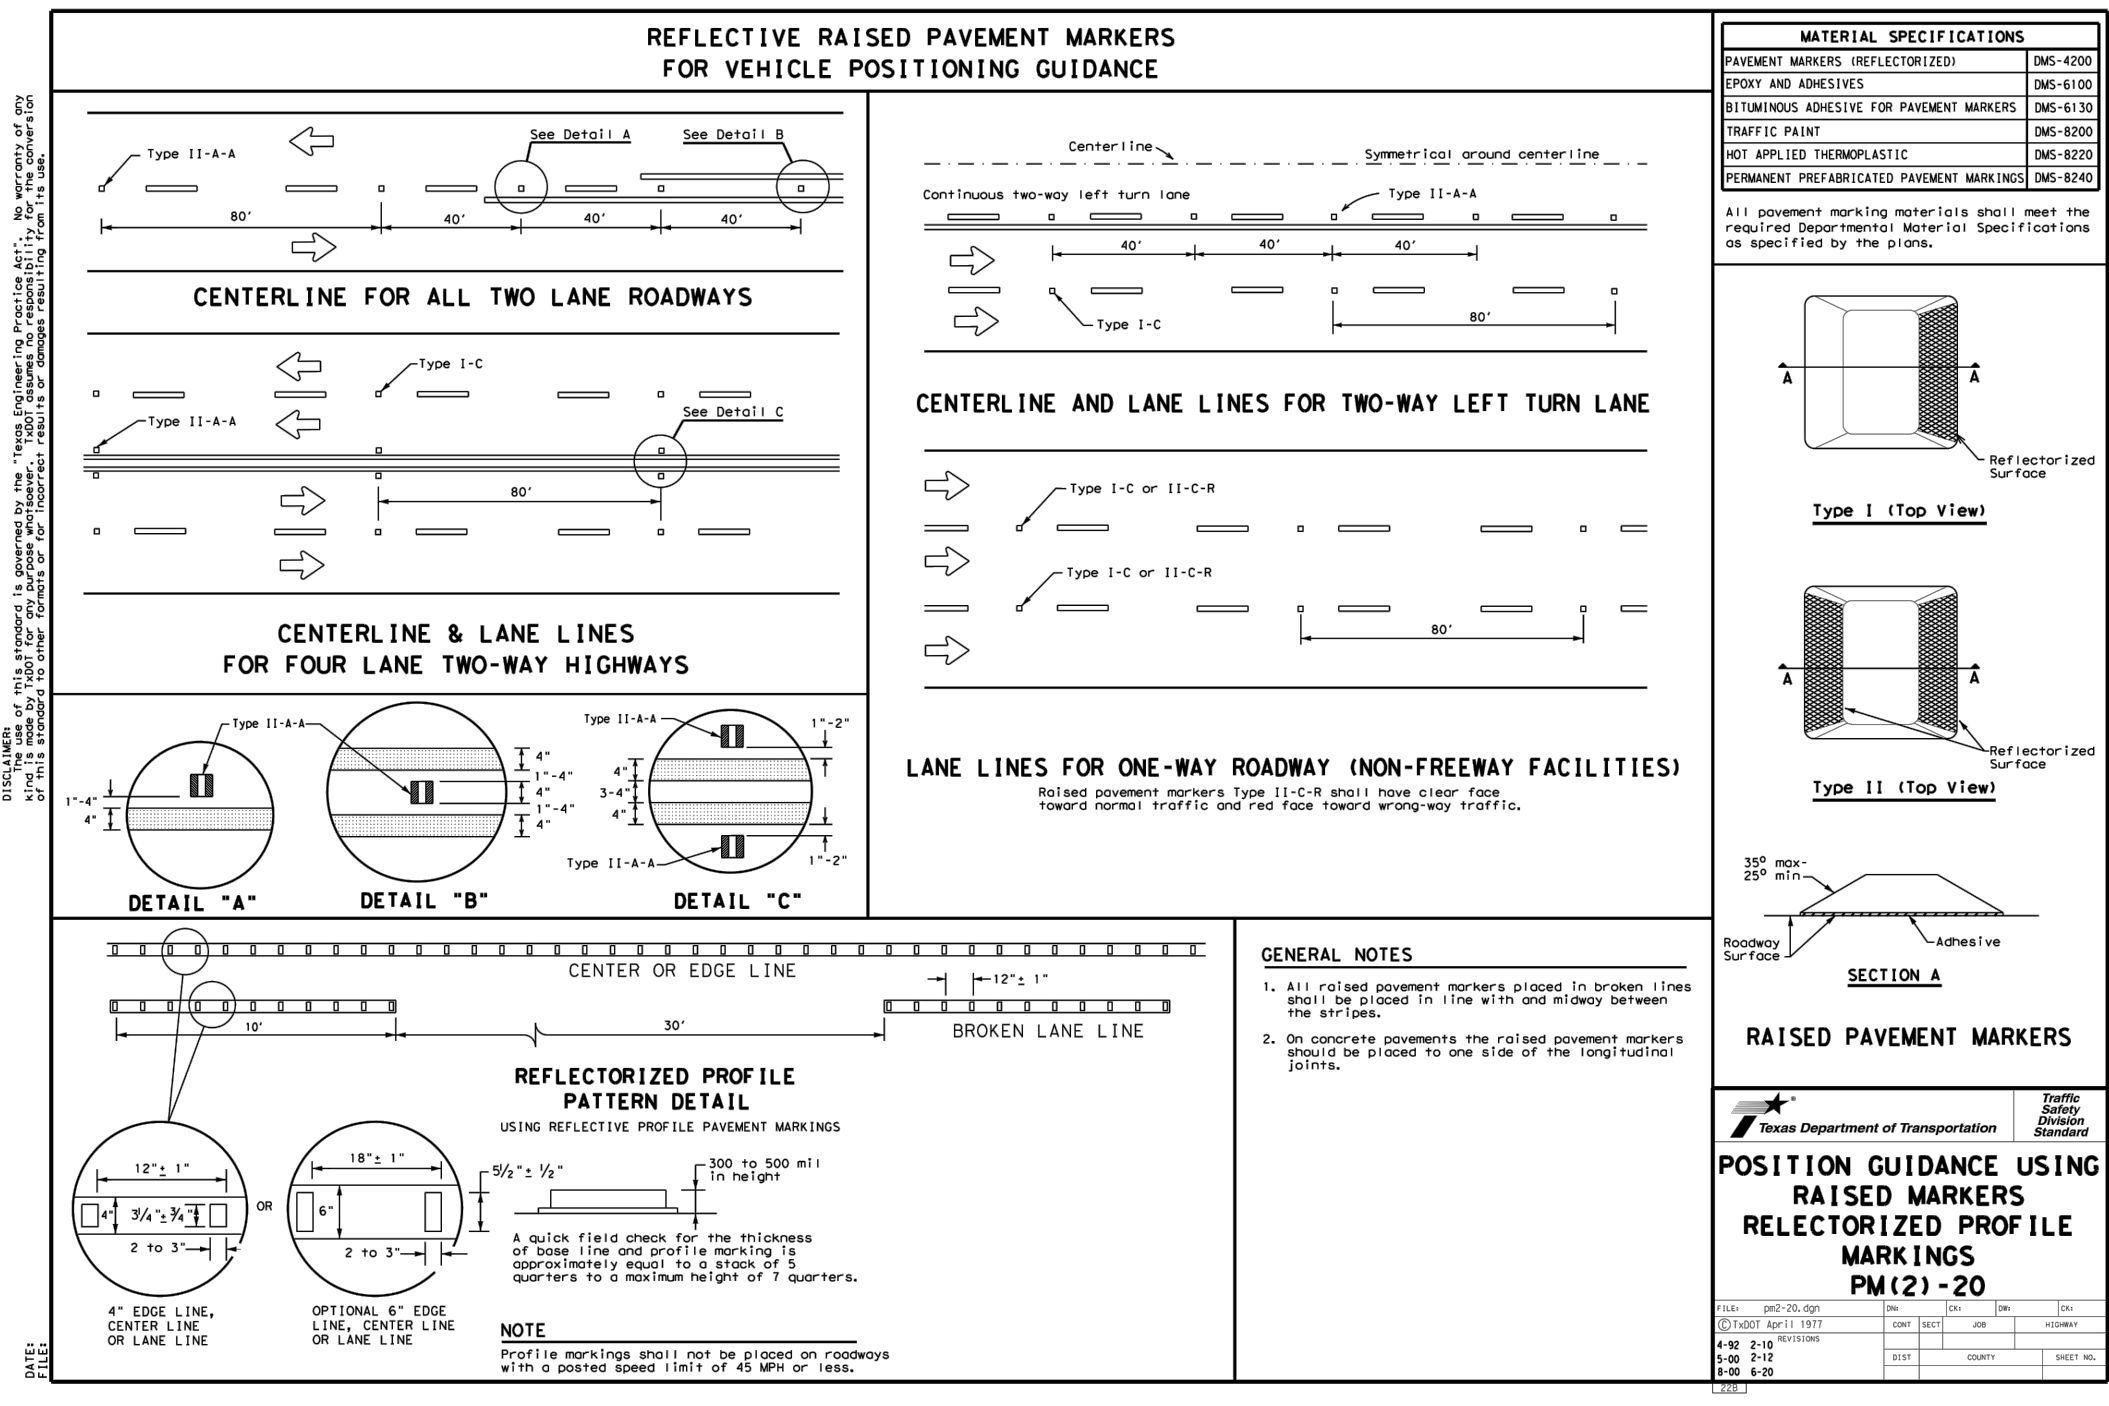 REFLECTIVE RAISED PAVEMENT MARKERS
FOR VEHICLE POSITIONING GUIDANCE
DISCLAIMER:
The use of this standard is governed by the "Texas Engineering Practice Act". No warranty of any
kind is made by TxDOT for any purpose whatsoever. TxDOT assumes no responsibility for the conversion
of this standard to other formats or for incorrect results or damages resulting from its use.
DATE:
FILE:
Type II-A-A
See Detail A
See Detail B
80'
40'
40'
40'
CENTERLINE FOR ALL TWO LANE ROADWAYS
Type I-C
Type II-A-A
See Detail C
80'
CENTERLINE & LANE LINES
FOR FOUR LANE TWO-WAY HIGHWAYS
Type II-A-A
1"-4"
4"
DETAIL "A"
4"
1"-4"
4"
1"-4"
4"
DETAIL "B"
Type II-A-A
1"-2"
4"
3-4"
4"
Type II-A-A
1"-2"
DETAIL "C"
Centerline
Symmetrical around centerline
Continuous two-way left turn lane
Type II-A-A
40'
40'
40'
Type I-C
80'
CENTERLINE AND LANE LINES FOR TWO-WAY LEFT TURN LANE
Type I-C or II-C-R
Type I-C or II-C-R
80'
LANE LINES FOR ONE-WAY ROADWAY (NON-FREEWAY FACILITIES)
Raised pavement markers Type II-C-R shall have clear face
toward normal traffic and red face toward wrong-way traffic.
CENTER OR EDGE LINE
12"± 1"
10'
30'
BROKEN LANE LINE
REFLECTORIZED PROFILE
PATTERN DETAIL
USING REFLECTIVE PROFILE PAVEMENT MARKINGS
12"± 1"
4"
3¼"± ¾"
2 to 3"
OR
18"± 1"
5½"± ½"
6"
2 to 3"
300 to 500 mil
in height
A quick field check for the thickness
of base line and profile marking is
approximately equal to a stack of 5
quarters to a maximum height of 7 quarters.
4" EDGE LINE,
CENTER LINE
OR LANE LINE
OPTIONAL 6" EDGE
LINE, CENTER LINE
OR LANE LINE
NOTE
Profile markings shall not be placed on roadways
with a posted speed limit of 45 MPH or less.
GENERAL NOTES
1. All raised pavement markers placed in broken lines
shall be placed in line with and midway between
the stripes.
2. On concrete pavements the raised pavement markers
should be placed to one side of the longitudinal
joints.
MATERIAL SPECIFICATIONS
PAVEMENT MARKERS (REFLECTORIZED) DMS-4200
EPOXY AND ADHESIVES DMS-6100
BITUMINOUS ADHESIVE FOR PAVEMENT MARKERS DMS-6130
TRAFFIC PAINT DMS-8200
HOT APPLIED THERMOPLASTIC DMS-8220
PERMANENT PREFABRICATED PAVEMENT MARKINGS DMS-8240
All pavement marking materials shall meet the
required Departmental Material Specifications
as specified by the plans.
A
A
Reflectorized
Surface
Type I (Top View)
A
A
Reflectorized
Surface
Type II (Top View)
35° max-
25° min
Roadway
Surface
Adhesive
SECTION A
RAISED PAVEMENT MARKERS
®
Texas Department of Transportation
Traffic
Safety
Division
Standard
POSITION GUIDANCE USING
RAISED MARKERS
RELECTORIZED PROFILE
MARKINGS
PM(2)-20
FILE: pm2-20.dgn DN: CK: DW: CK:
© TxDOT April 1977 CONT SECT JOB HIGHWAY
REVISIONS
4-92 2-10
5-00 2-12 DIST COUNTY SHEET NO.
8-00 6-20
22B